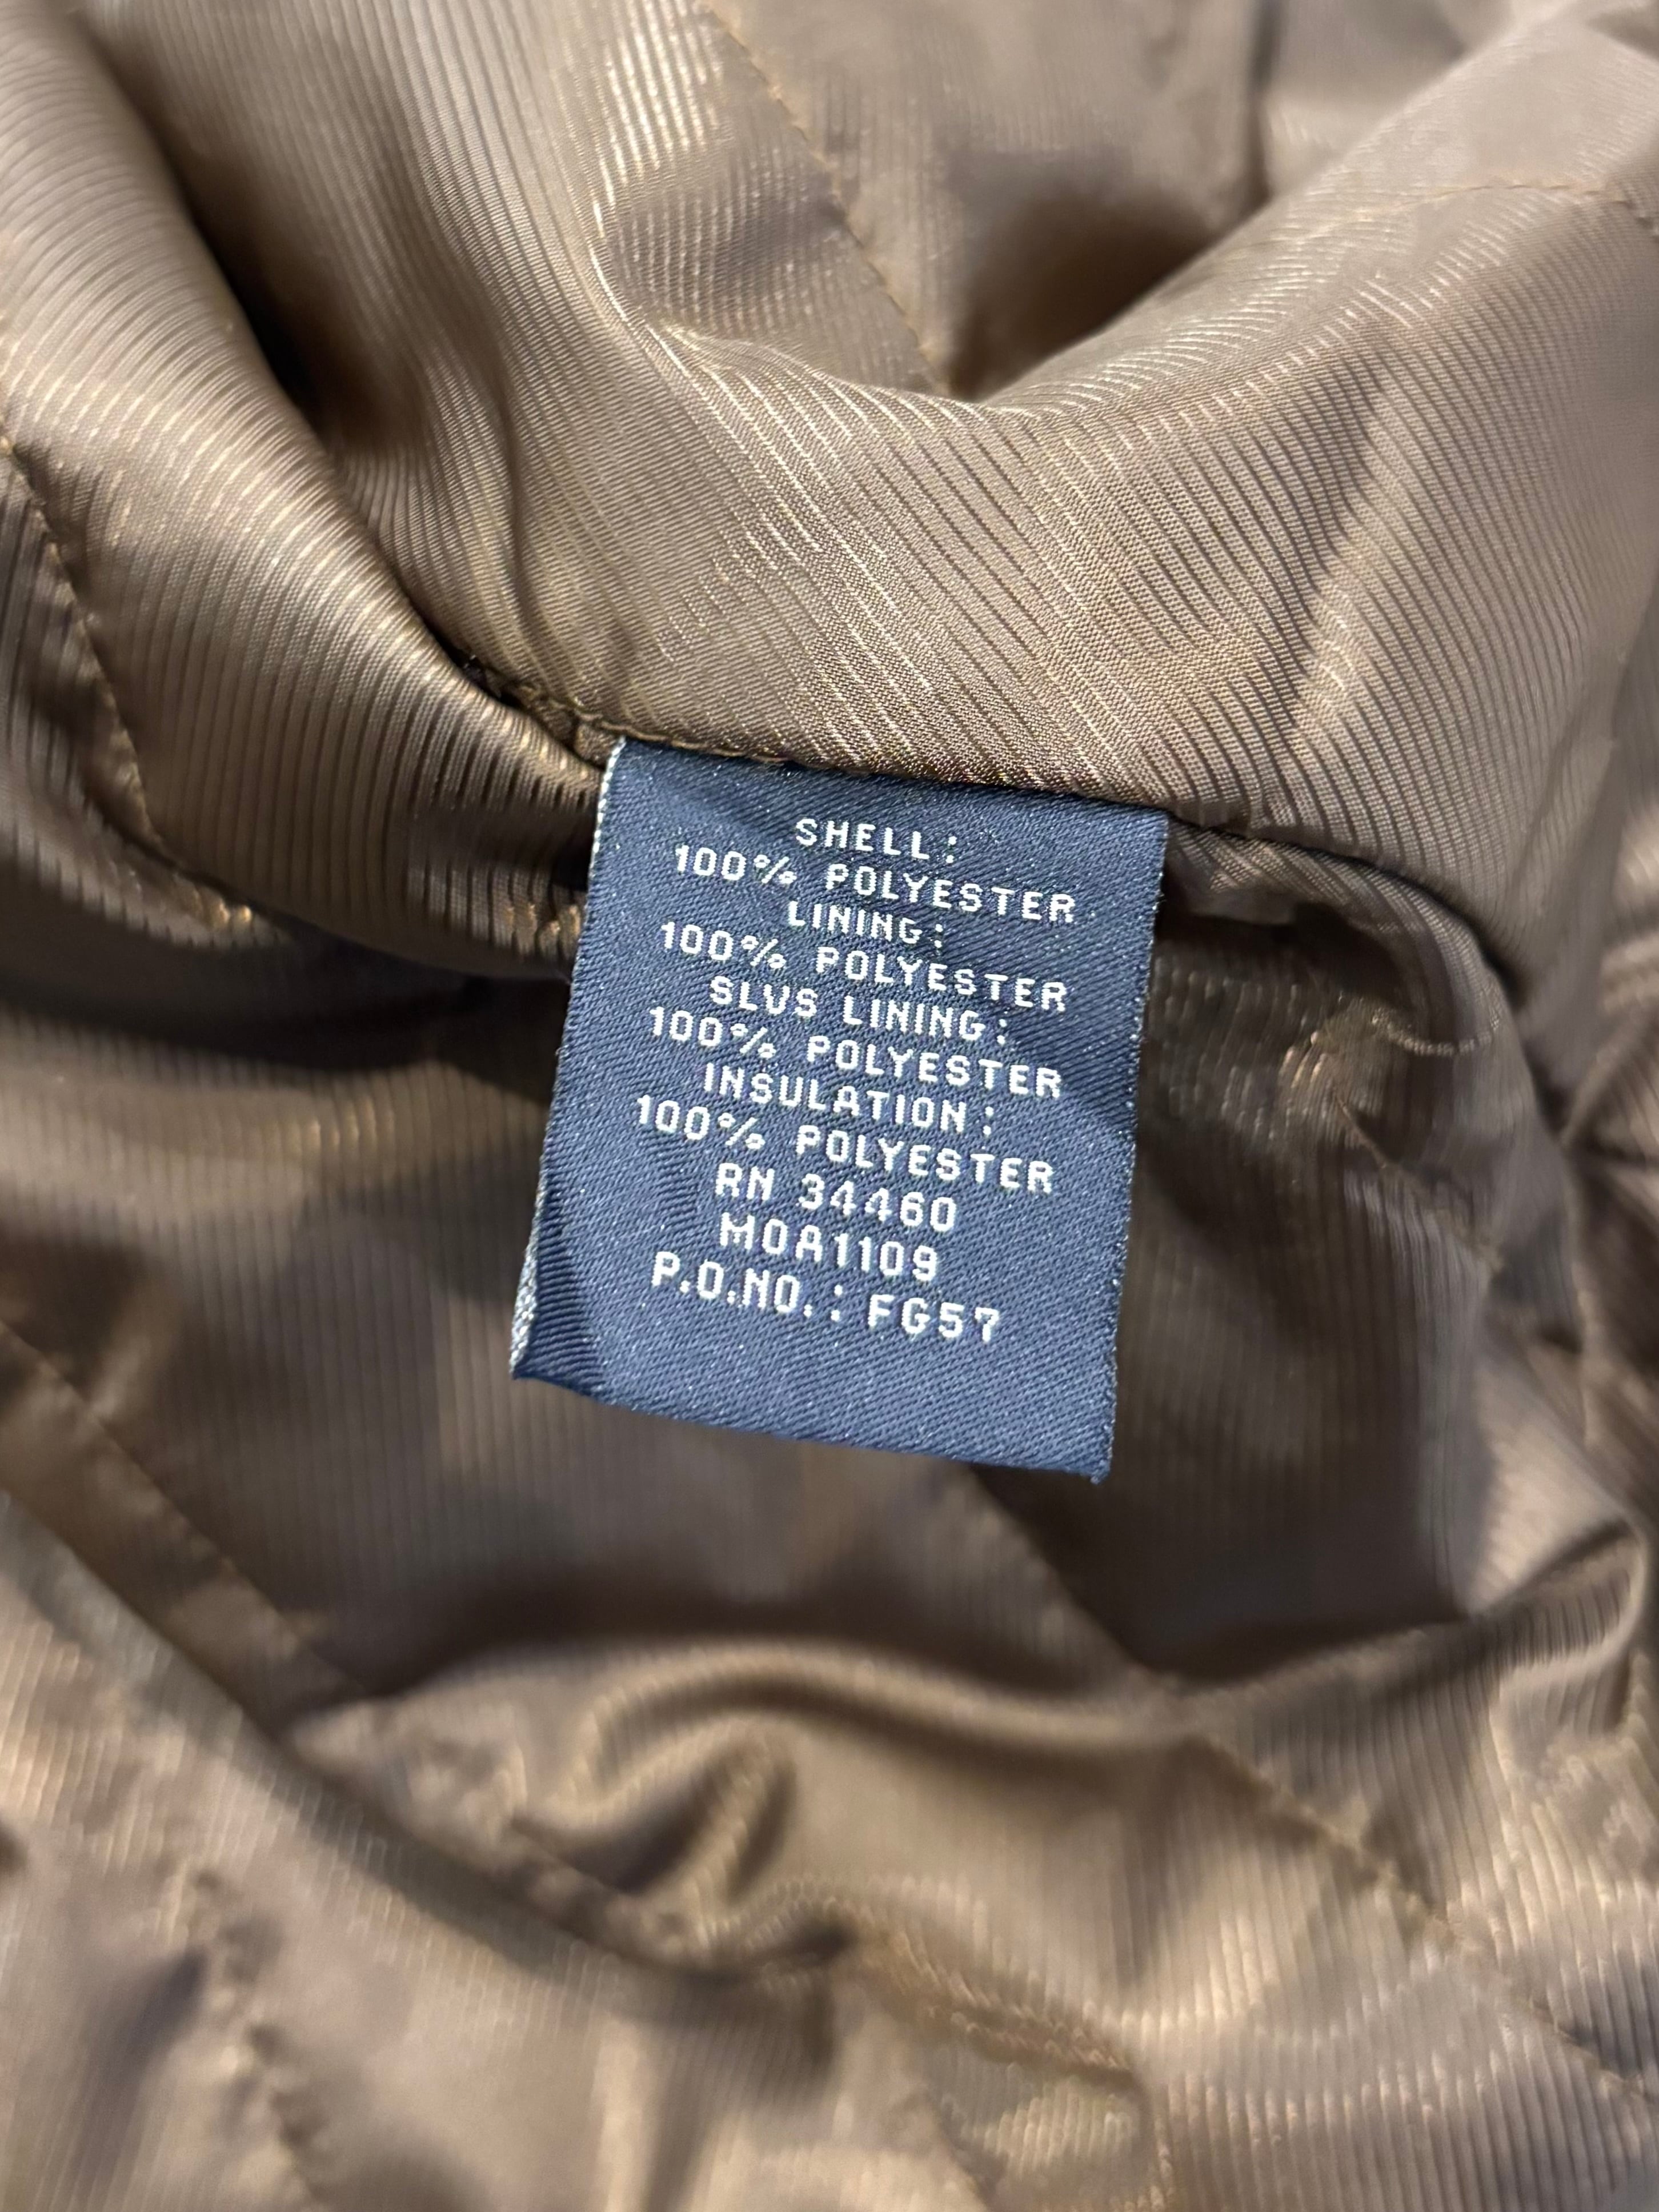 SHELL:
100% POLYESTER
LINING:
100% POLYESTER
SLVS LINING:
100% POLYESTER
INSULATION:
100% POLYESTER
RN 34460
MOA1109
P.O.NO.: FG57